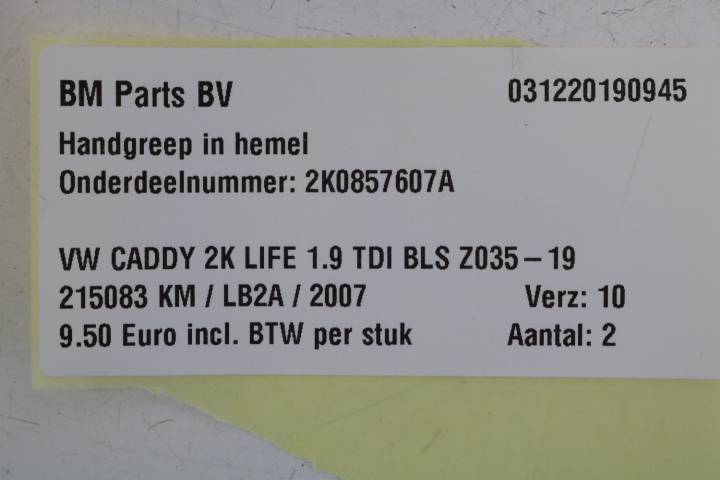 BM Parts BV 031220190945
Handgreep in hemel
Onderdeelnummer: 2K0857607A
VW CADDY 2K LIFE 1.9 TDI BLS Z035-19
215083 KM / LB2A / 2007 Verz: 10
9.50 Euro incl. BTW per stuk Aantal: 2